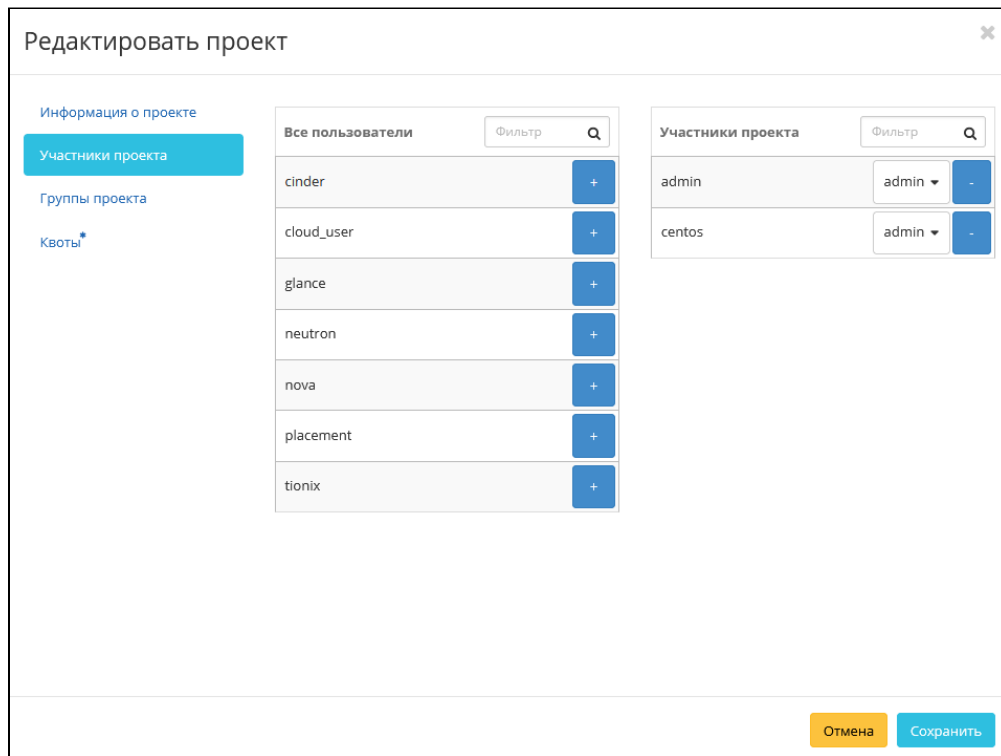 Редактировать проект
Информация о проекте
Участники проекта
Группы проекта
Квоты*
Все пользователи Фильтр
cinder +
cloud_user +
glance +
neutron +
nova +
placement +
tionix +
Участники проекта Фильтр
admin admin -
centos admin -
Отмена Сохранить